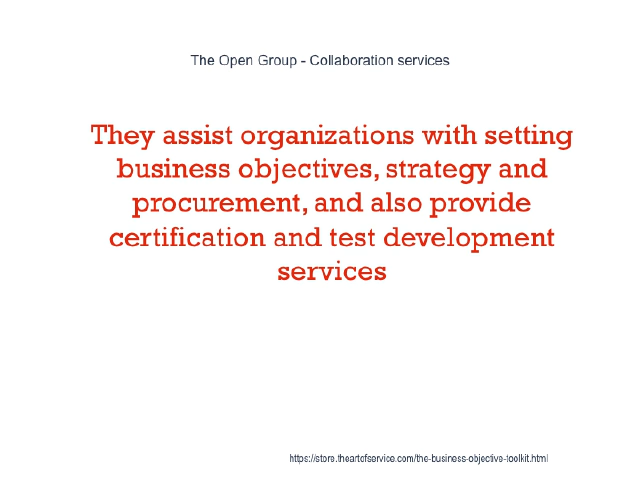 The Open Group - Collaboration services
They assist organizations with setting
business objectives, strategy and
procurement, and also provide
certification and test development
services
https://store.theartofservice.com/the-business-objective-toolkit.html